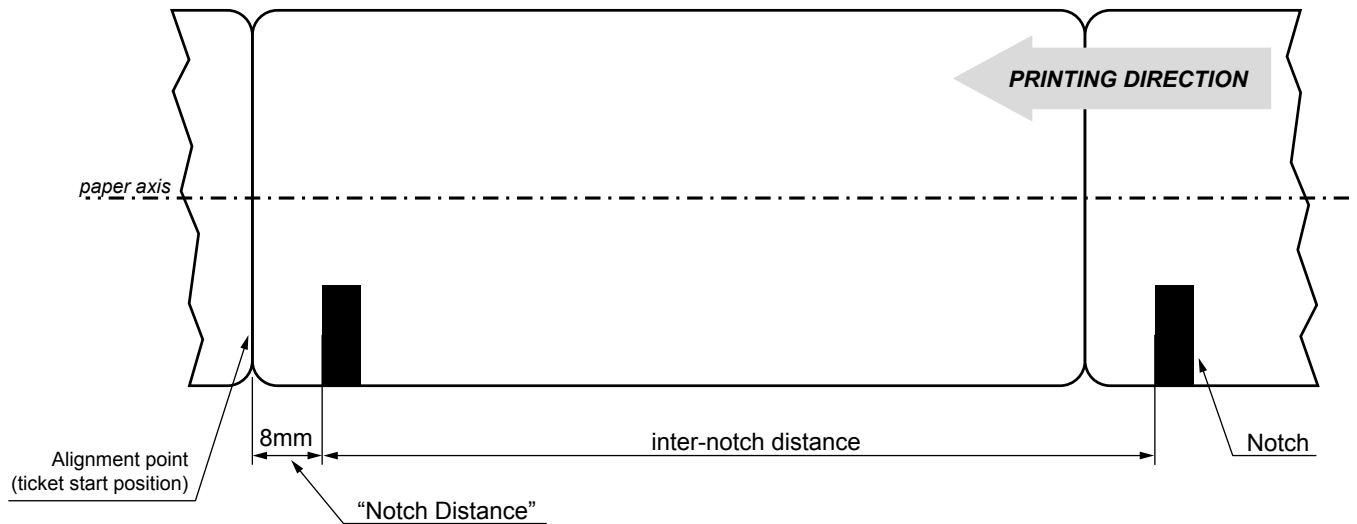 PRINTING DIRECTION
paper axis
8mm
inter-notch distance
Notch
Alignment point
(ticket start position)
“Notch Distance”